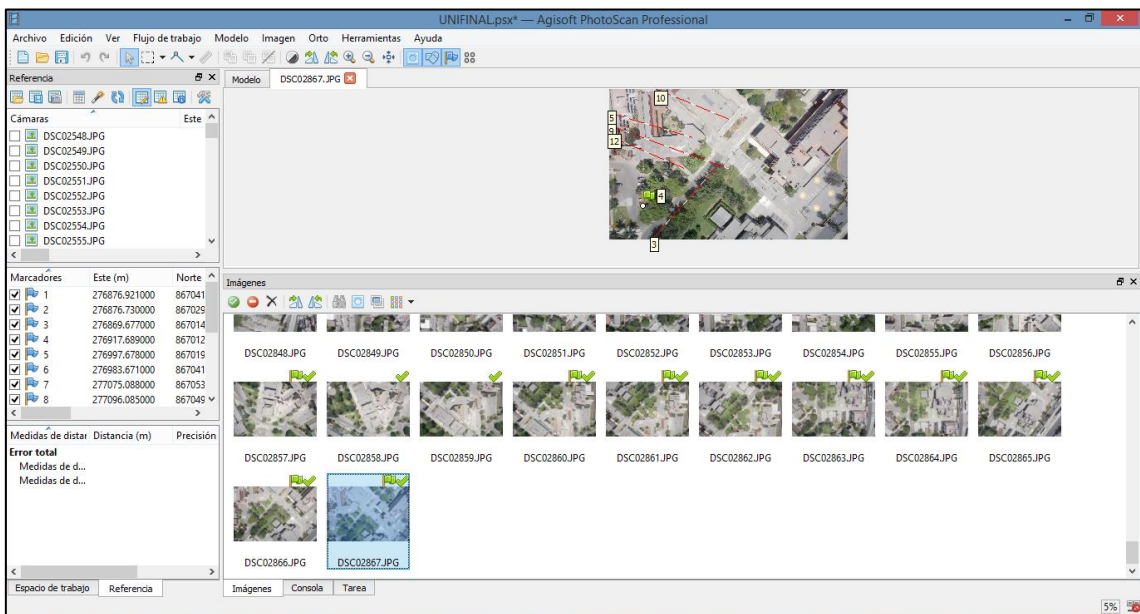 UNIFINAL.psx* — Agisoft PhotoScan Professional
Archivo Edición Ver Flujo de trabajo Modelo Imagen Orto Herramientas Ayuda
Referencia
Modelo DSC02867.JPG
Cámaras Este
DSC02548.JPG
DSC02549.JPG
DSC02550.JPG
DSC02551.JPG
DSC02552.JPG
DSC02553.JPG
DSC02554.JPG
DSC02555.JPG
10
5
9
12
4
3
Marcadores Este (m) Norte
1 276876.921000 867041
2 276876.730000 867029
3 276869.677000 867014
4 276917.689000 867012
5 276997.678000 867019
6 276983.671000 867041
7 277075.088000 867053
8 277096.085000 867049
Medidas de distar Distancia (m) Precisión
Error total
Medidas de d...
Medidas de d...
Espacio de trabajo Referencia
Imágenes
DSC02848.JPG DSC02849.JPG DSC02850.JPG DSC02851.JPG DSC02852.JPG DSC02853.JPG DSC02854.JPG DSC02855.JPG DSC02856.JPG
DSC02857.JPG DSC02858.JPG DSC02859.JPG DSC02860.JPG DSC02861.JPG DSC02862.JPG DSC02863.JPG DSC02864.JPG DSC02865.JPG
DSC02866.JPG DSC02867.JPG
Imágenes Consola Tarea
5%